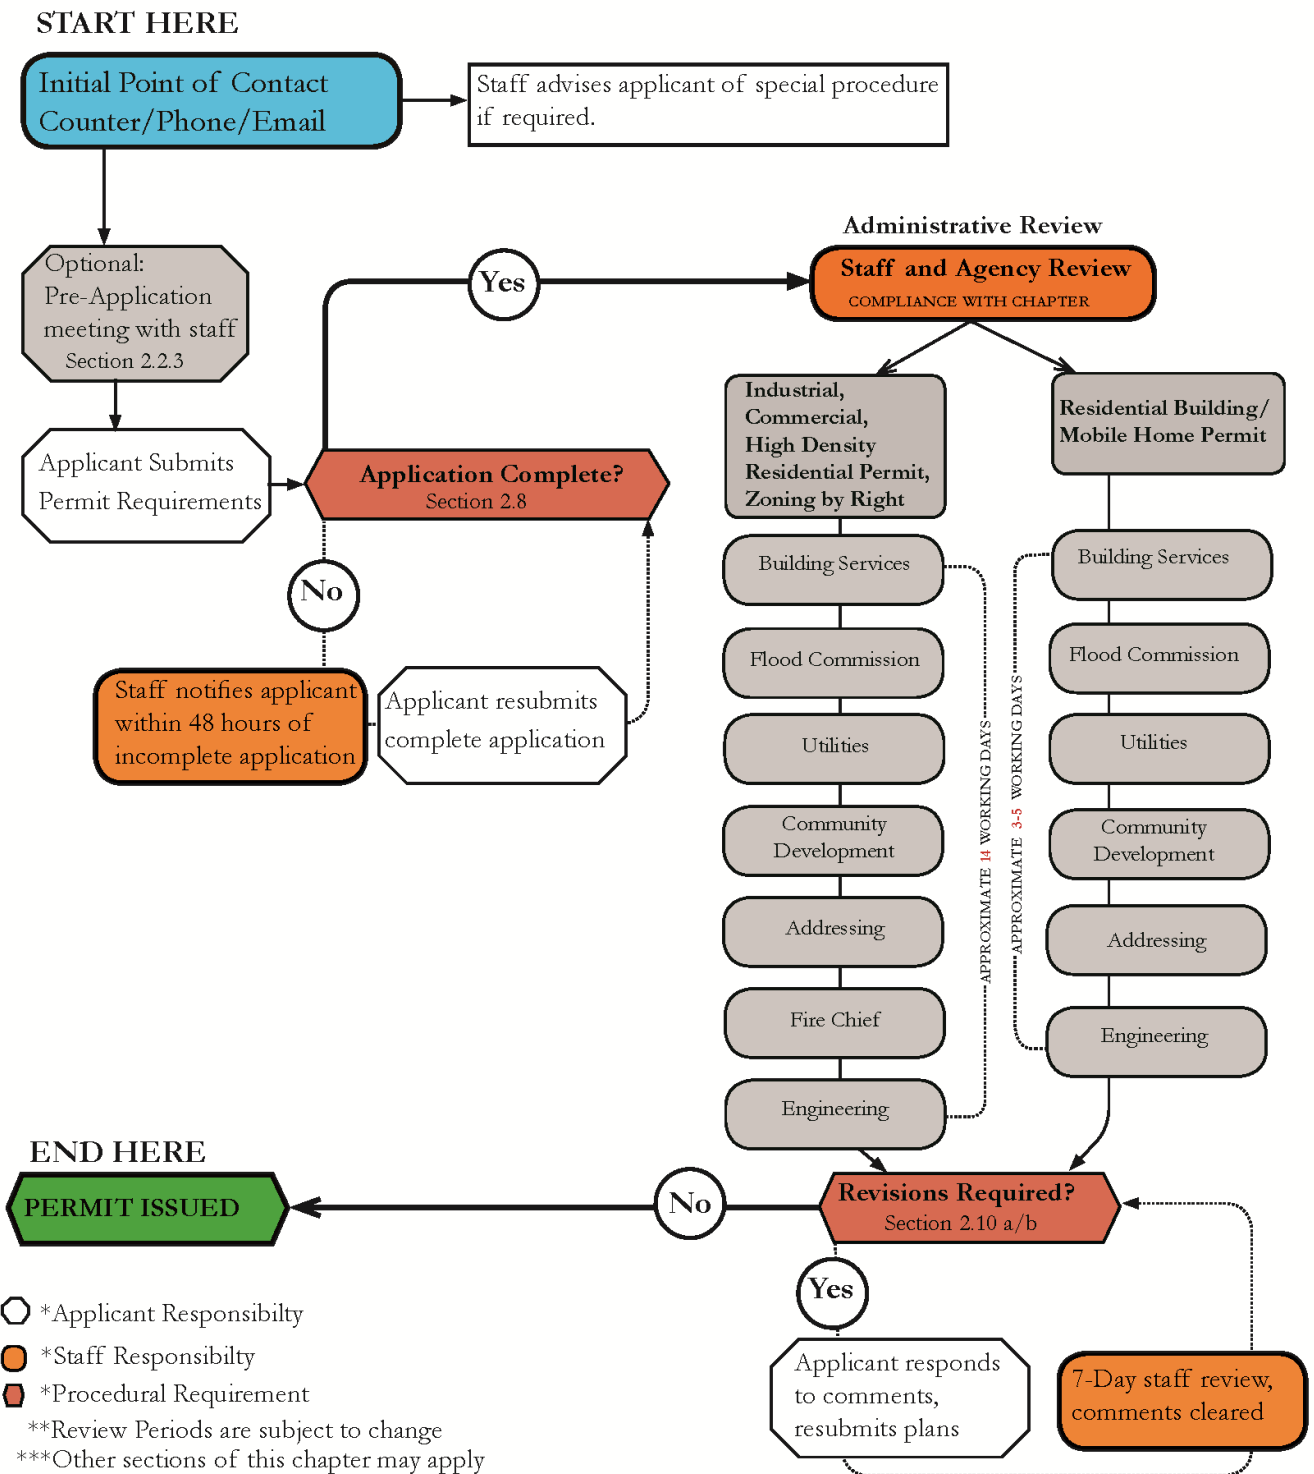 START HERE
Initial Point of Contact
Counter/Phone/Email
Staff advises applicant of special procedure
if required.
Optional:
Pre-Application
meeting with staff
Section 2.2.3
Applicant Submits
Permit Requirements
Application Complete?
Section 2.8
Yes
No
Staff notifies applicant
within 48 hours of
incomplete application
Applicant resubmits
complete application
Administrative Review
Staff and Agency Review
COMPLIANCE WITH CHAPTER
Industrial,
Commercial,
High Density
Residential Permit,
Zoning by Right
Building Services
Flood Commission
Utilities
Community
Development
Addressing
Fire Chief
Engineering
APPROXIMATE 14 WORKING DAYS
Residential Building/
Mobile Home Permit
Building Services
Flood Commission
Utilities
Community
Development
Addressing
Engineering
APPROXIMATE 3-5 WORKING DAYS
Revisions Required?
Section 2.10 a/b
No
END HERE
PERMIT ISSUED
Yes
Applicant responds
to comments,
resubmits plans
7-Day staff review,
comments cleared
*Applicant Responsibilty
*Staff Responsibilty
*Procedural Requirement
**Review Periods are subject to change
***Other sections of this chapter may apply